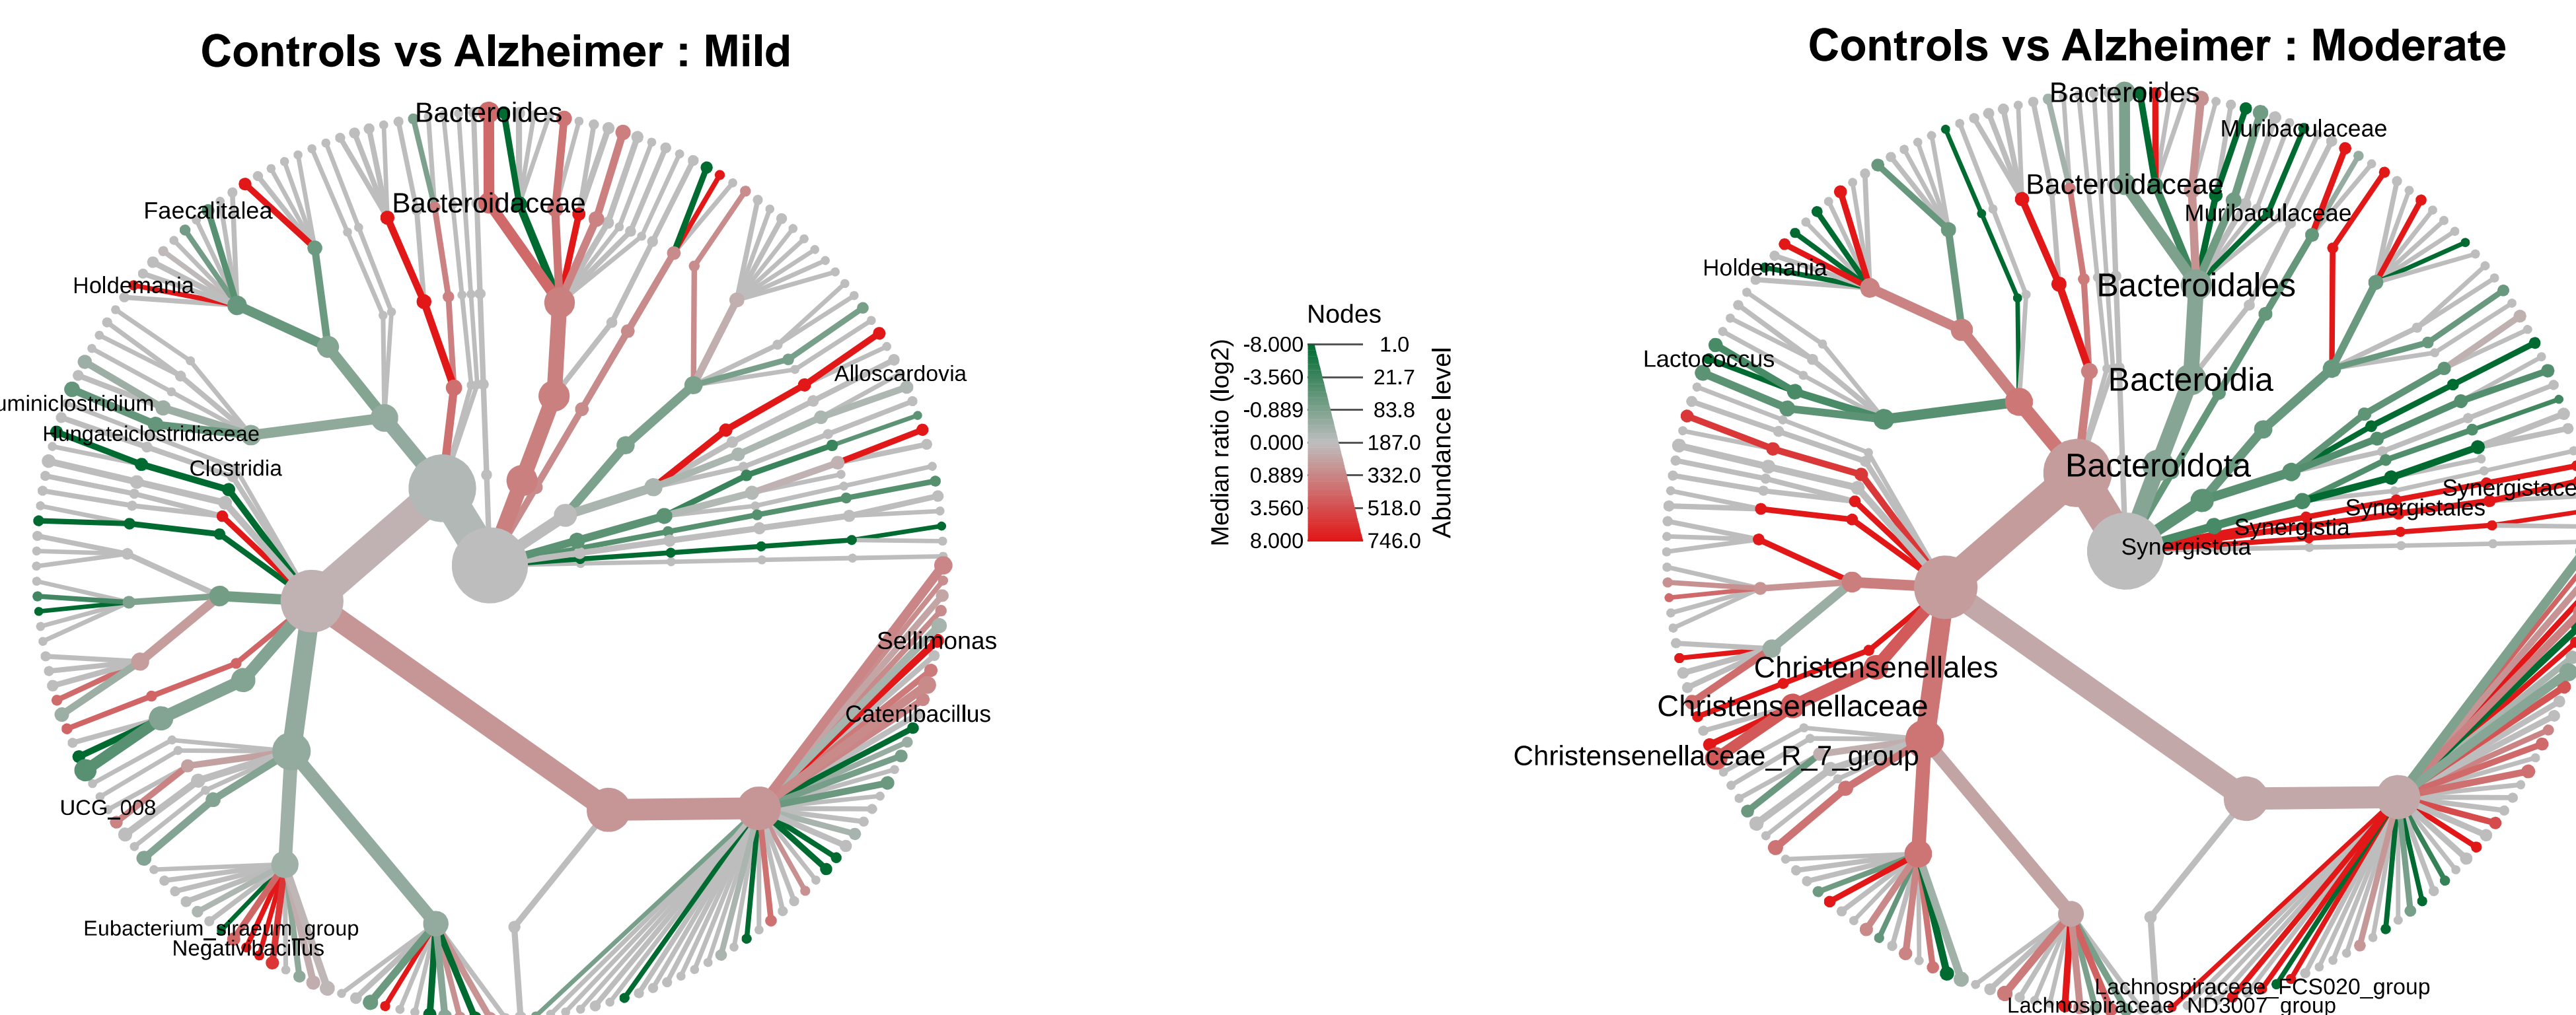 Controls vs Alzheimer : Mild
Bacteroides
Bacteroidaceae
Faecalitalea
Holdemania
Alloscardovia
uminiclostridium
Hungateiclostridiaceae
Clostridia
Sellimonas
Catenibacillus
UCG_008
Eubacterium_siraeum_group
Negativibacillus
Nodes
Median ratio (log2)
Abundance level
-8.000 1.0
-3.560 21.7
-0.889 83.8
0.000 187.0
0.889 332.0
3.560 518.0
8.000 746.0
Controls vs Alzheimer : Moderate
Bacteroides
Muribaculaceae
Bacteroidaceae
Muribaculaceae
Holdemania
Bacteroidales
Lactococcus
Bacteroidia
Bacteroidota
Synergistace
Synergistales
Synergistia
Synergistota
Christensenellales
Christensenellaceae
Christensenellaceae_R_7_group
Lachnospiraceae_FCS020_group
Lachnospiraceae_ND3007_group